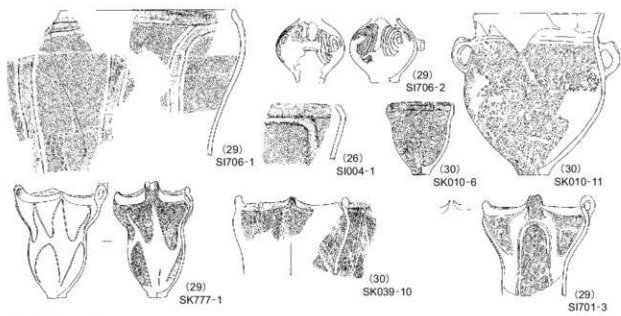 (29)
SI706-1
(29)
SI706-2
(26)
SI004-1
(30)
SK010-6
(30)
SK010-11
(29)
SK777-1
(30)
SK039-10
(29)
SI701-3